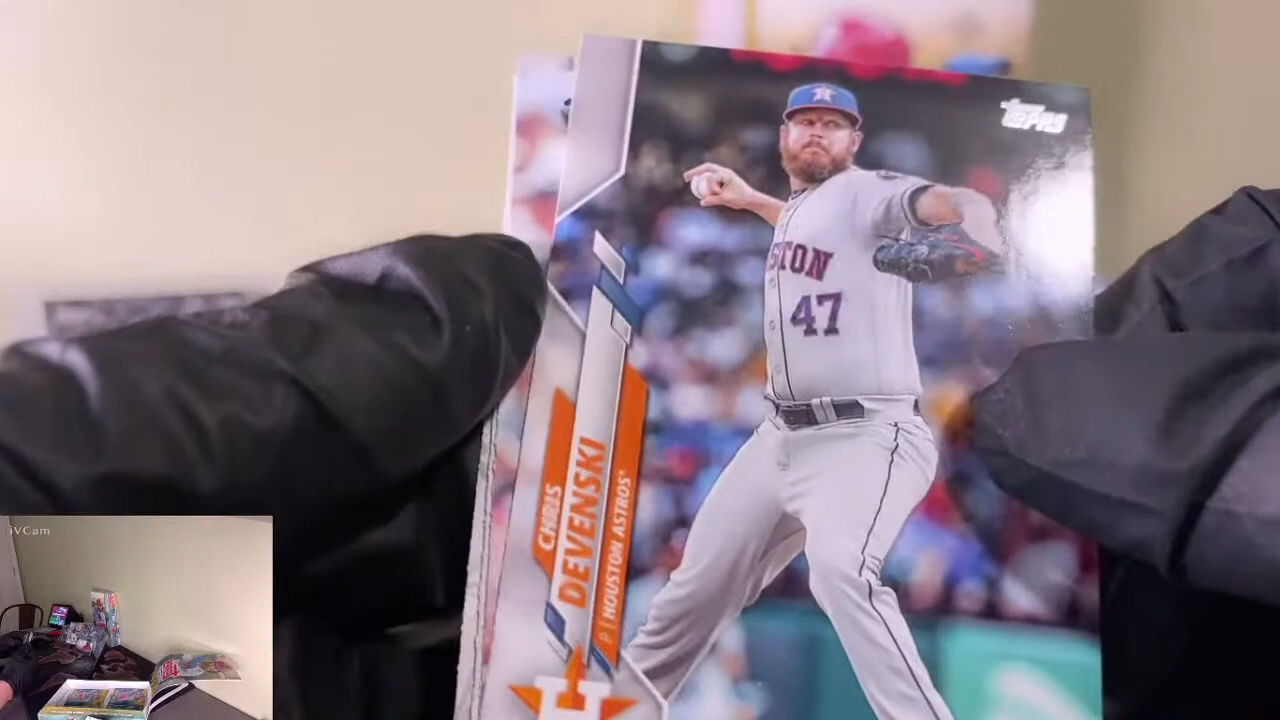 TOPPS
STON
47
CHRIS
DEVENSKI
P | HOUSTON ASTROS
H
iVCam